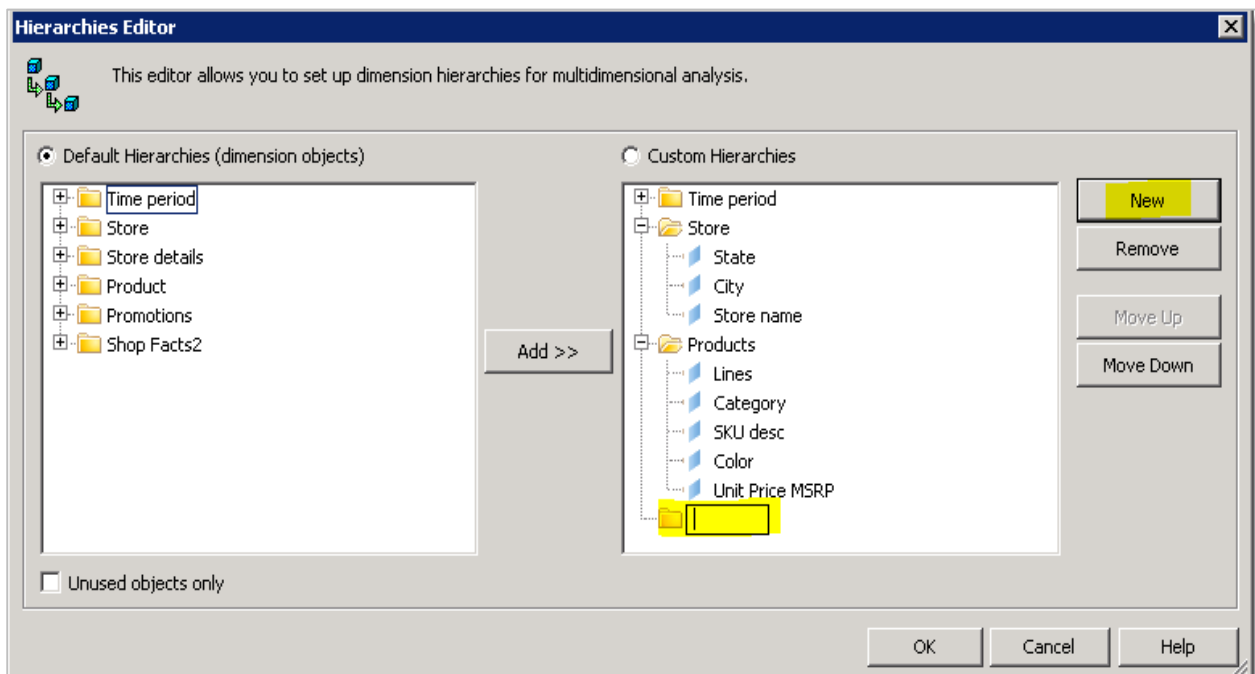 Hierarchies Editor
This editor allows you to set up dimension hierarchies for multidimensional analysis.
Default Hierarchies (dimension objects)
Time period
Store
Store details
Product
Promotions
Shop Facts2
Add >>
Custom Hierarchies
Time period
Store
State
City
Store name
Products
Lines
Category
SKU desc
Color
Unit Price MSRP
New
Remove
Move Up
Move Down
Unused objects only
OK
Cancel
Help